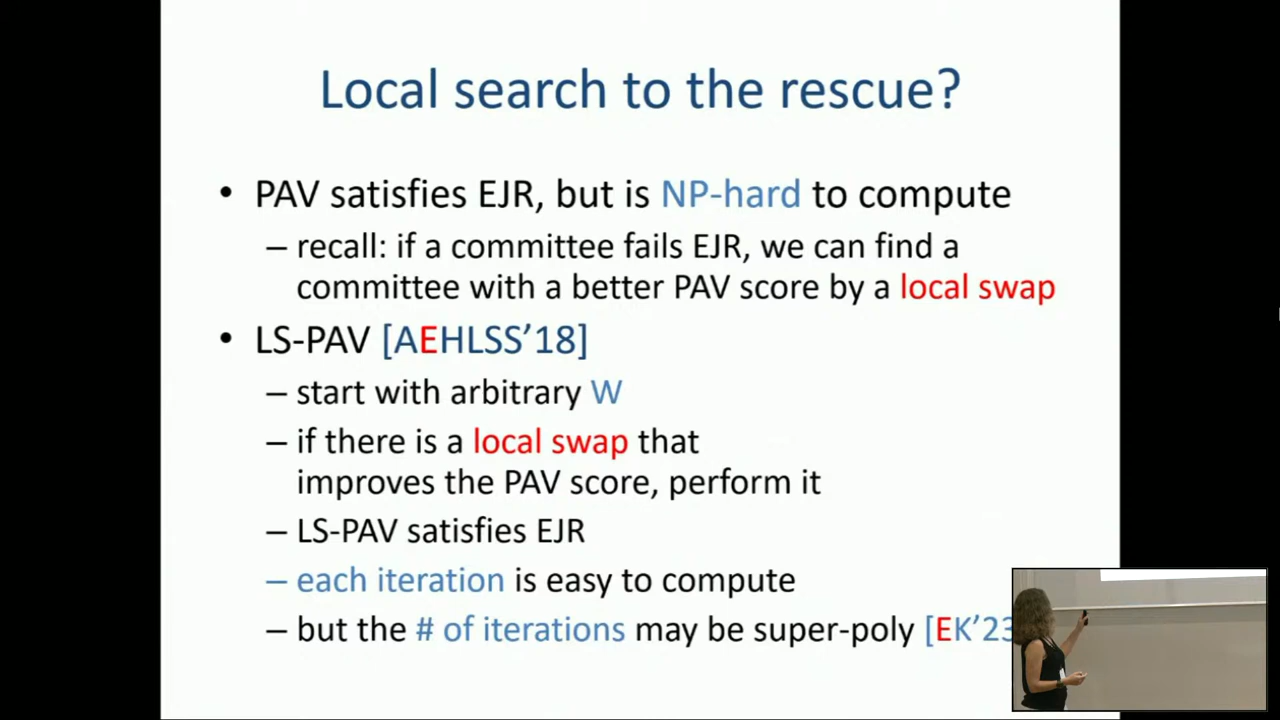 Local search to the rescue?
• PAV satisfies EJR, but is NP-hard to compute
– recall: if a committee fails EJR, we can find a
committee with a better PAV score by a local swap
• LS-PAV [AEHLSS’18]
– start with arbitrary W
– if there is a local swap that
improves the PAV score, perform it
– LS-PAV satisfies EJR
– each iteration is easy to compute
– but the # of iterations may be super-poly [EK’23